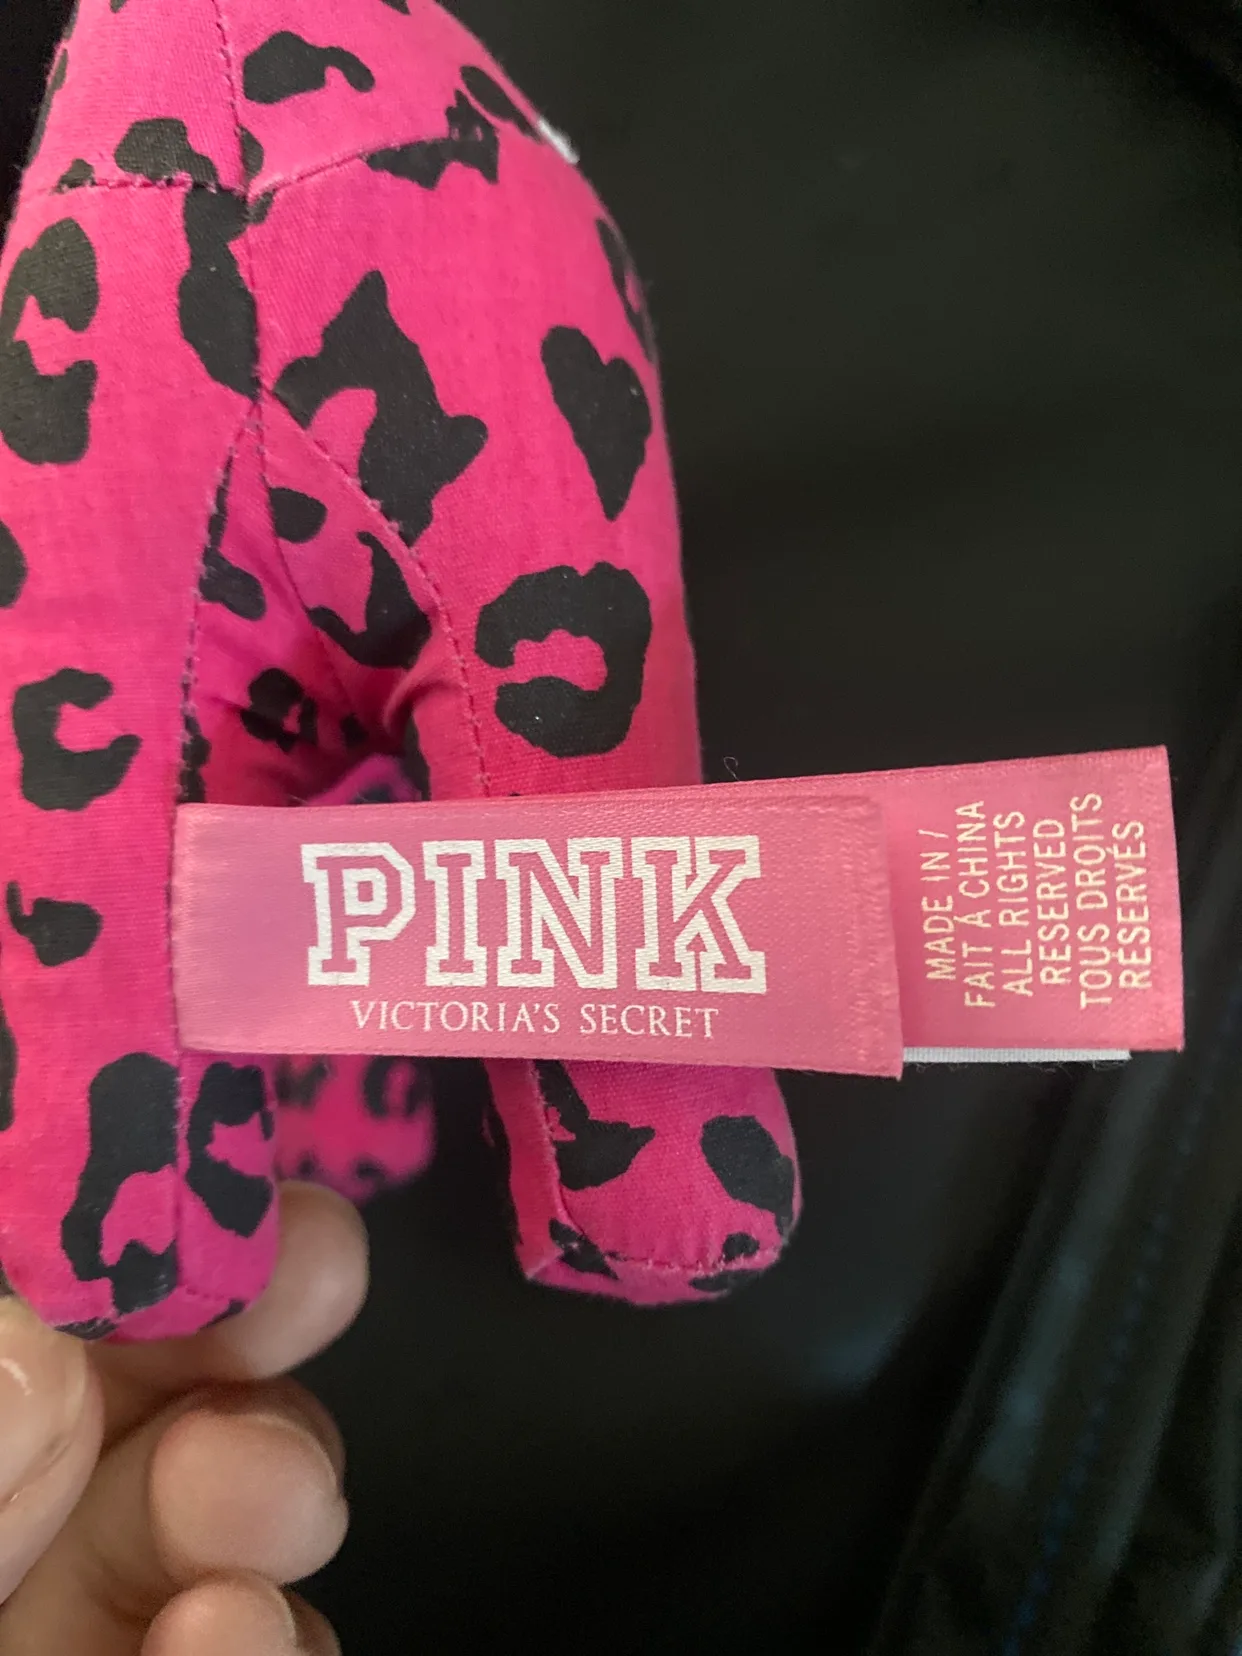 PINK
VICTORIA'S SECRET
MADE IN /
FAIT Á CHINA
ALL RIGHTS
RESERVED
TOUS DROITS
RÉSERVÉS